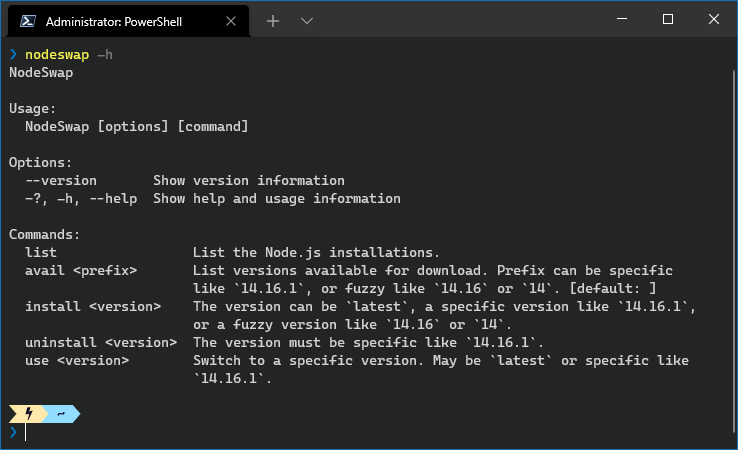 Administrator: PowerShell
❯ nodeswap -h
NodeSwap
Usage:
NodeSwap [options] [command]
Options:
--version Show version information
-?, -h, --help Show help and usage information
Commands:
list List the Node.js installations.
avail <prefix> List versions available for download. Prefix can be specific
like `14.16.1`, or fuzzy like `14.16` or `14`. [default: ]
install <version> The version can be `latest`, a specific version like `14.16.1`,
or a fuzzy version like `14.16` or `14`.
uninstall <version> The version must be specific like `14.16.1`.
use <version> Switch to a specific version. May be `latest` or specific like
`14.16.1`.
~
❯